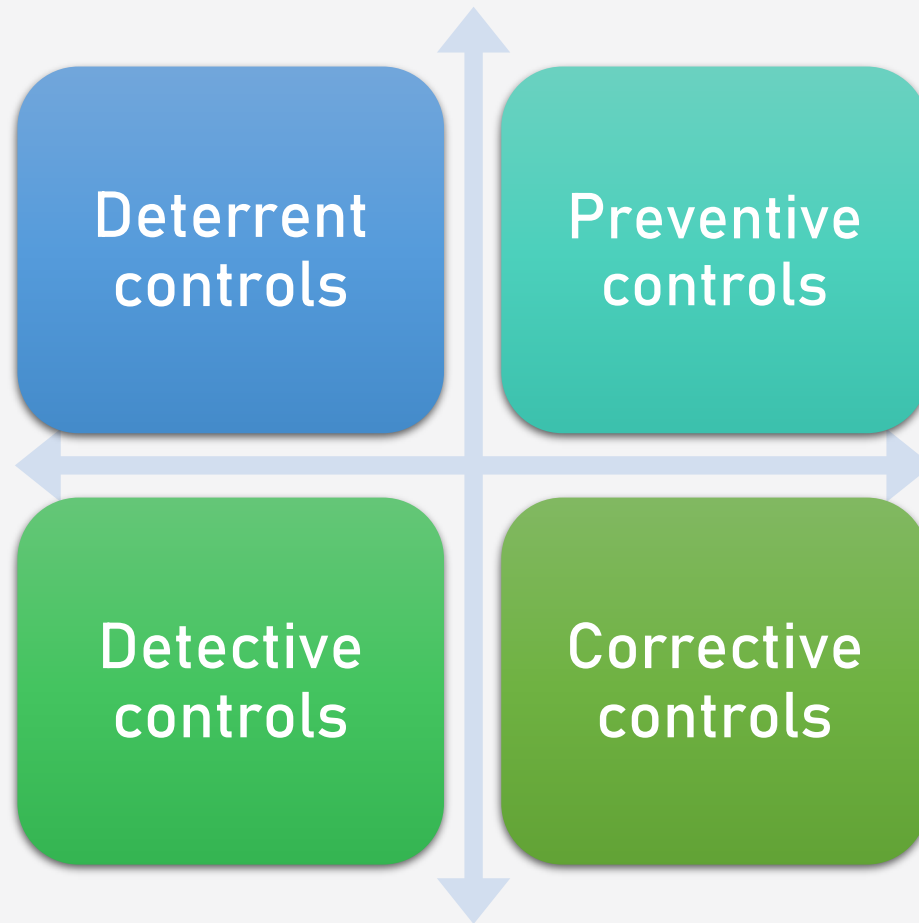 Deterrent
controls
Preventive
controls
Detective
controls
Corrective
controls